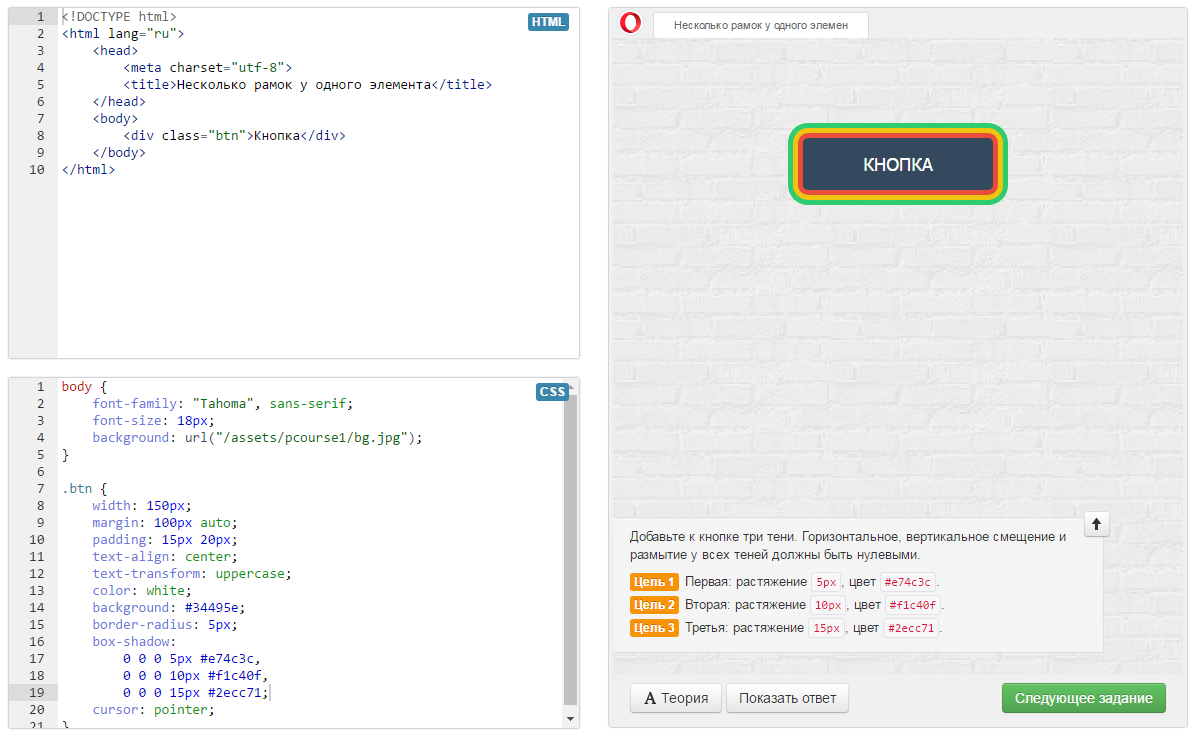 1 <!DOCTYPE html>
2 <html lang="ru">
3 <head>
4 <meta charset="utf-8">
5 <title>Несколько рамок у одного элемента</title>
6 </head>
7 <body>
8 <div class="btn">Кнопка</div>
9 </body>
10 </html>
HTML
1 body {
2 font-family: "Tahoma", sans-serif;
3 font-size: 18px;
4 background: url("/assets/pcourse1/bg.jpg");
5 }
6
7 .btn {
8 width: 150px;
9 margin: 100px auto;
10 padding: 15px 20px;
11 text-align: center;
12 text-transform: uppercase;
13 color: white;
14 background: #34495e;
15 border-radius: 5px;
16 box-shadow:
17 0 0 0 5px #e74c3c,
18 0 0 0 10px #f1c40f,
19 0 0 0 15px #2ecc71;
20 cursor: pointer;
21 }
CSS
Несколько рамок у одного элемен
КНОПКА
Добавьте к кнопке три тени. Горизонтальное, вертикальное смещение и
размытие у всех теней должны быть нулевыми.
Цель 1 Первая: растяжение 5px, цвет #e74c3c.
Цель 2 Вторая: растяжение 10px, цвет #f1c40f.
Цель 3 Третья: растяжение 15px, цвет #2ecc71.
A Теория
Показать ответ
Следующее задание